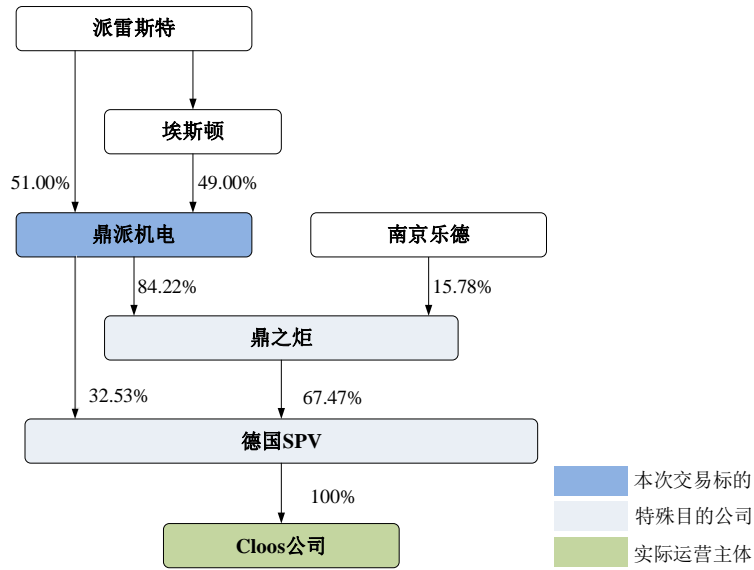 派雷斯特
埃斯顿
51.00%
49.00%
鼎派机电
南京乐德
84.22%
15.78%
鼎之炬
32.53%
67.47%
德国SPV
100%
Cloos公司
本次交易标的
特殊目的公司
实际运营主体